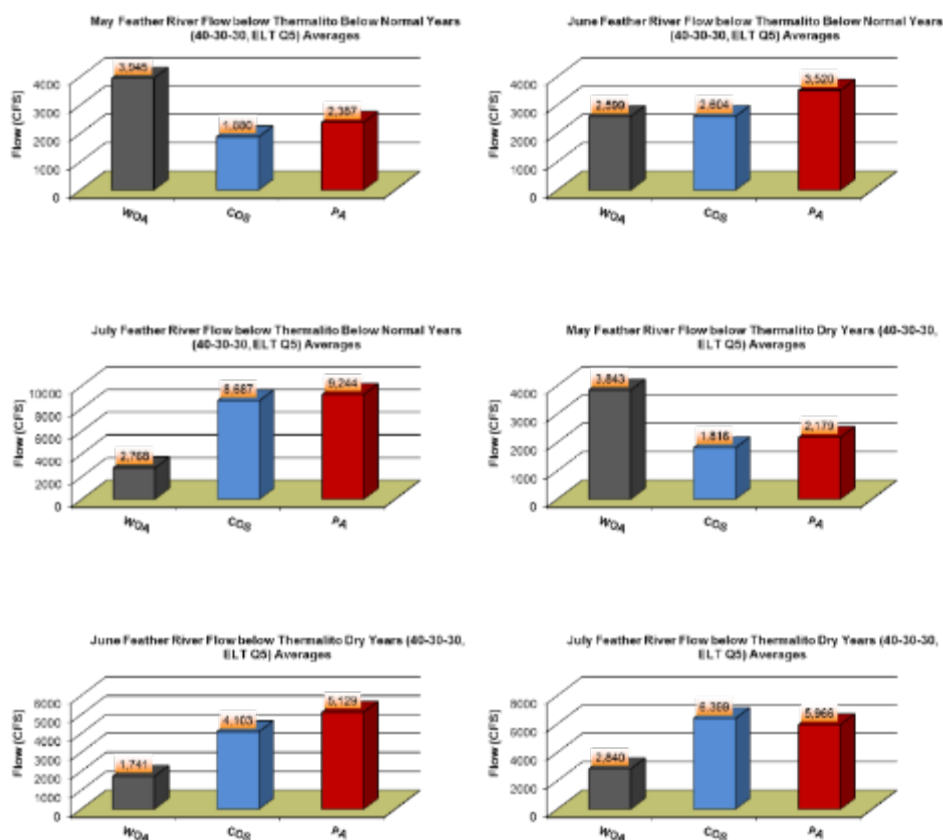 May Feather River Flow below Thermalito Below Normal Years
(40-30-30, ELT Q5) Averages
Flow (CFS)
4000
3000
2000
1000
0
2,357
WOA
COS
PA
June Feather River Flow below Thermalito Below Normal Years
(40-30-30, ELT Q5) Averages
Flow (CFS)
4000
3000
2000
1000
0
2,599
2,604
3,520
WOA
COS
PA
July Feather River Flow below Thermalito Below Normal Years
(40-30-30, ELT Q5) Averages
Flow (CFS)
10000
8000
6000
4000
2000
0
2,768
8,687
9,244
WOA
COS
PA
May Feather River Flow below Thermalito Dry Years (40-30-30,
ELT Q5) Averages
Flow (CFS)
4000
3000
2000
1000
0
3,843
1,816
2,179
WOA
COS
PA
June Feather River Flow below Thermalito Dry Years (40-30-30,
ELT Q5) Averages
Flow (CFS)
6000
5000
4000
3000
2000
1000
0
1,741
4,103
5,129
WOA
COS
PA
July Feather River Flow below Thermalito Dry Years (40-30-30,
ELT Q5) Averages
Flow (CFS)
8000
6000
4000
2000
0
2,840
WOA
COS
PA